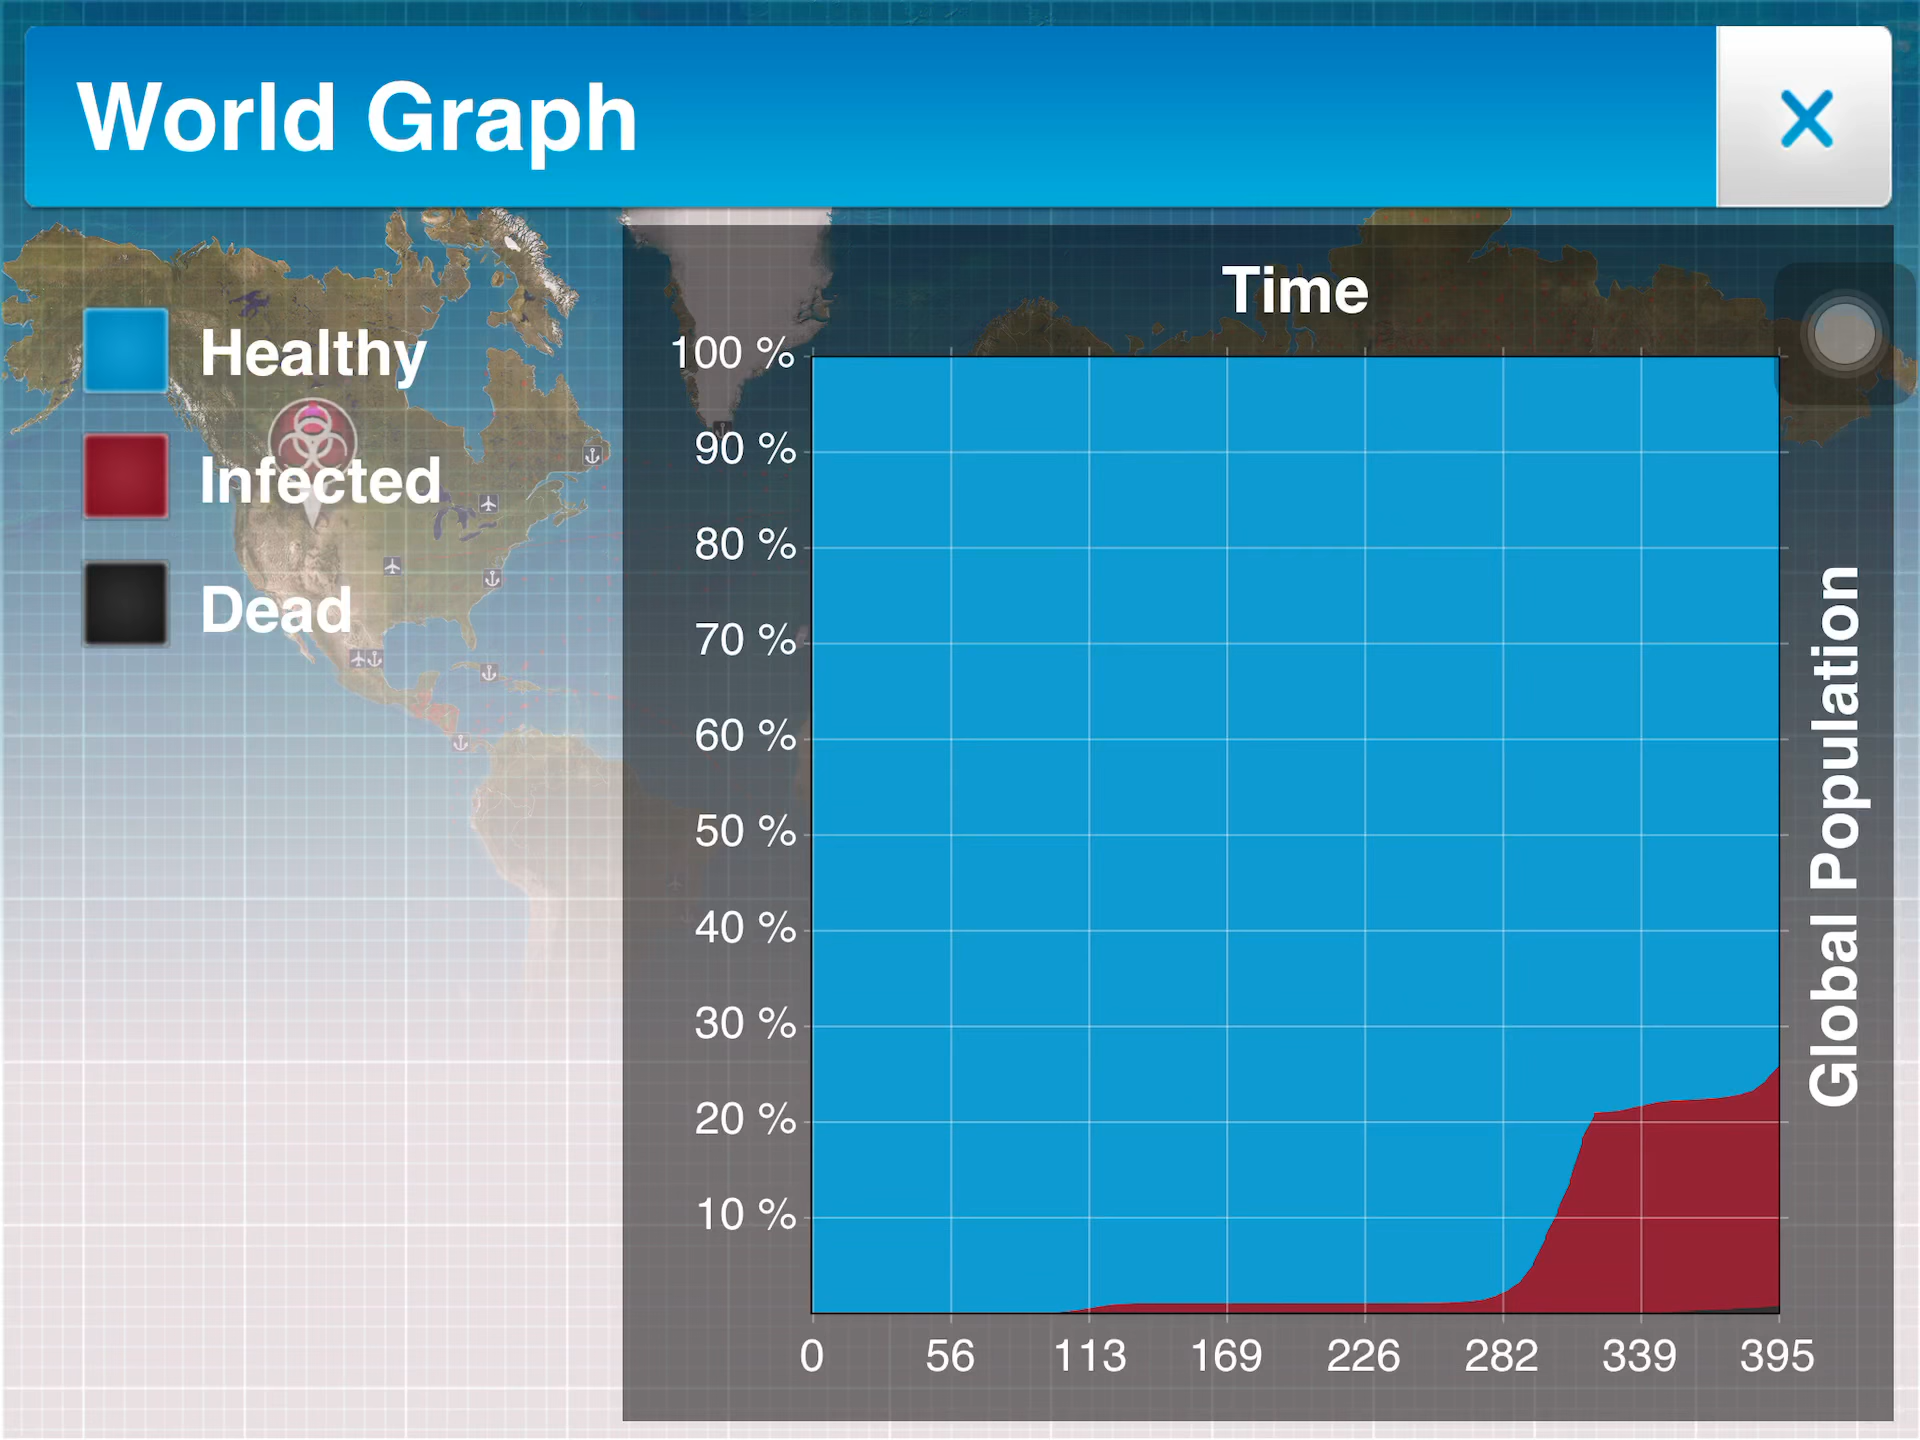 World Graph
Healthy
Infected
Dead
Time
100 %
90 %
80 %
70 %
60 %
50 %
40 %
30 %
20 %
10 %
0 56 113 169 226 282 339 395
Global Population